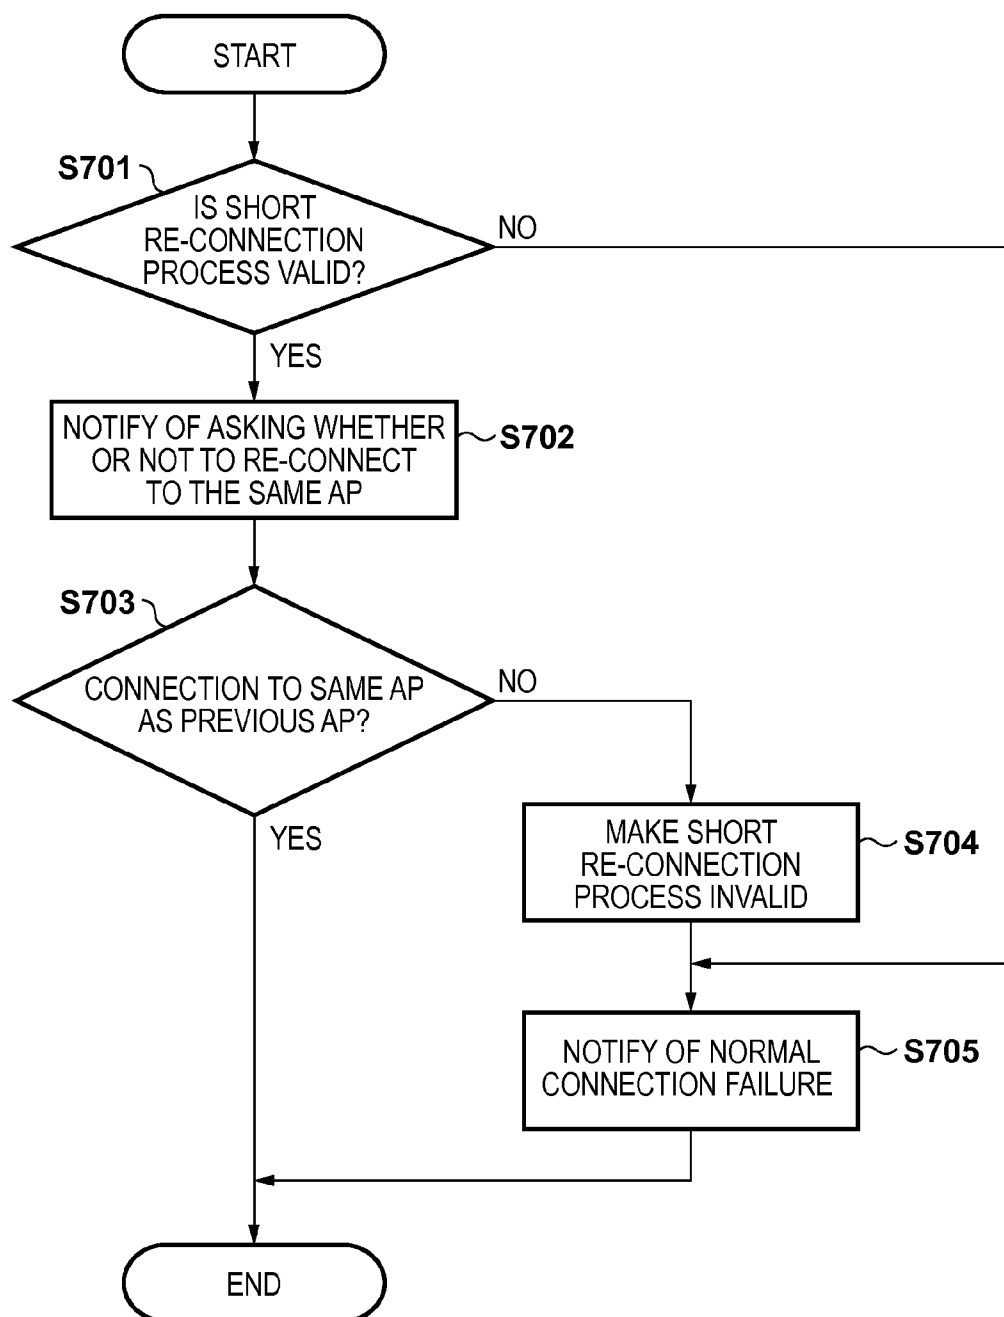 START
S701
IS SHORT
RE-CONNECTION
PROCESS VALID?
NO
YES
NOTIFY OF ASKING WHETHER
OR NOT TO RE-CONNECT
TO THE SAME AP
S702
S703
CONNECTION TO SAME AP
AS PREVIOUS AP?
NO
YES
MAKE SHORT
RE-CONNECTION
PROCESS INVALID
S704
NOTIFY OF NORMAL
CONNECTION FAILURE
S705
END